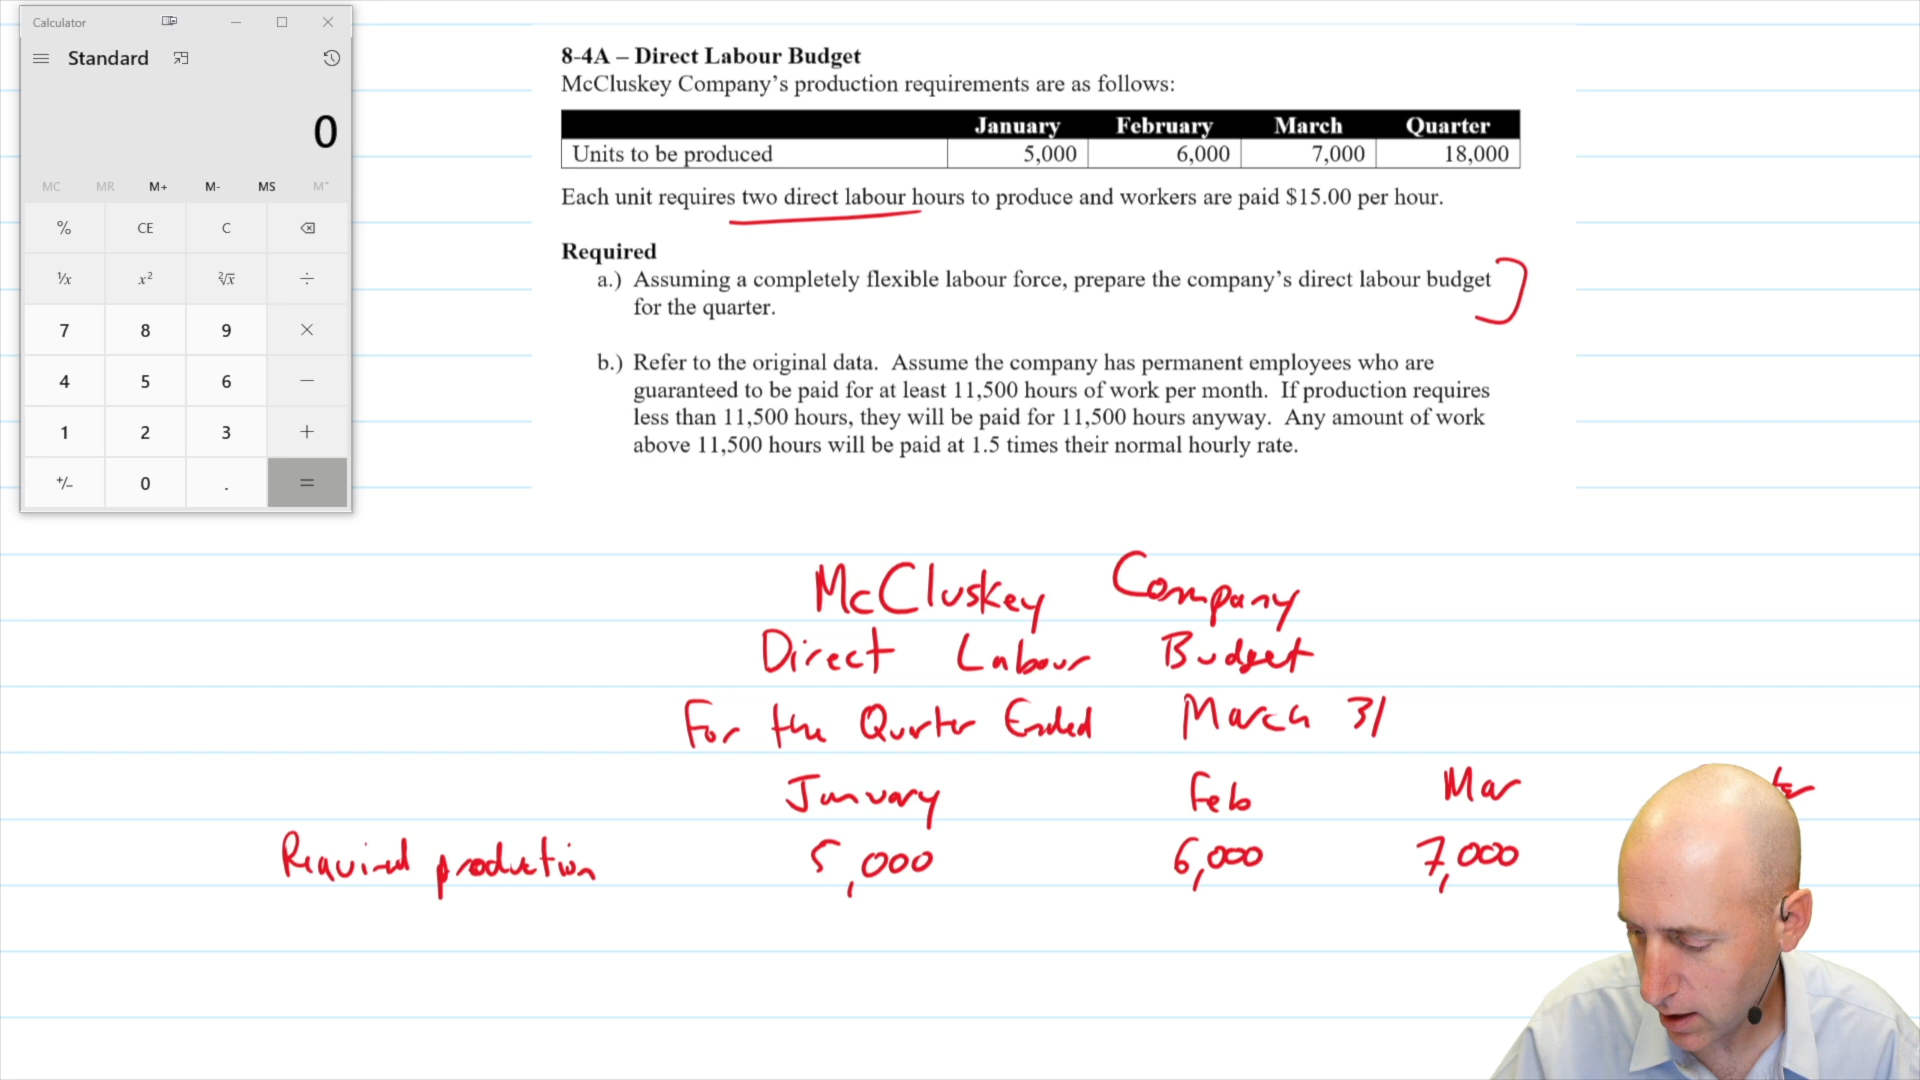 Calculator
Standard
0
MC MR M+ M- MS M˅
% CE C
¹/x x² ²√x ÷
7 8 9 ×
4 5 6 −
1 2 3 +
+/− 0 . =
8-4A – Direct Labour Budget
McCluskey Company’s production requirements are as follows:
January February March Quarter
Units to be produced 5,000 6,000 7,000 18,000
Each unit requires two direct labour hours to produce and workers are paid $15.00 per hour.
Required
a.) Assuming a completely flexible labour force, prepare the company’s direct labour budget
for the quarter.
b.) Refer to the original data. Assume the company has permanent employees who are
guaranteed to be paid for at least 11,500 hours of work per month. If production requires
less than 11,500 hours, they will be paid for 11,500 hours anyway. Any amount of work
above 11,500 hours will be paid at 1.5 times their normal hourly rate.
McCluskey Company
Direct Labour Budget
For the Qurter Ended March 31
January Feb Mar
Required production 5,000 6,000 7,000